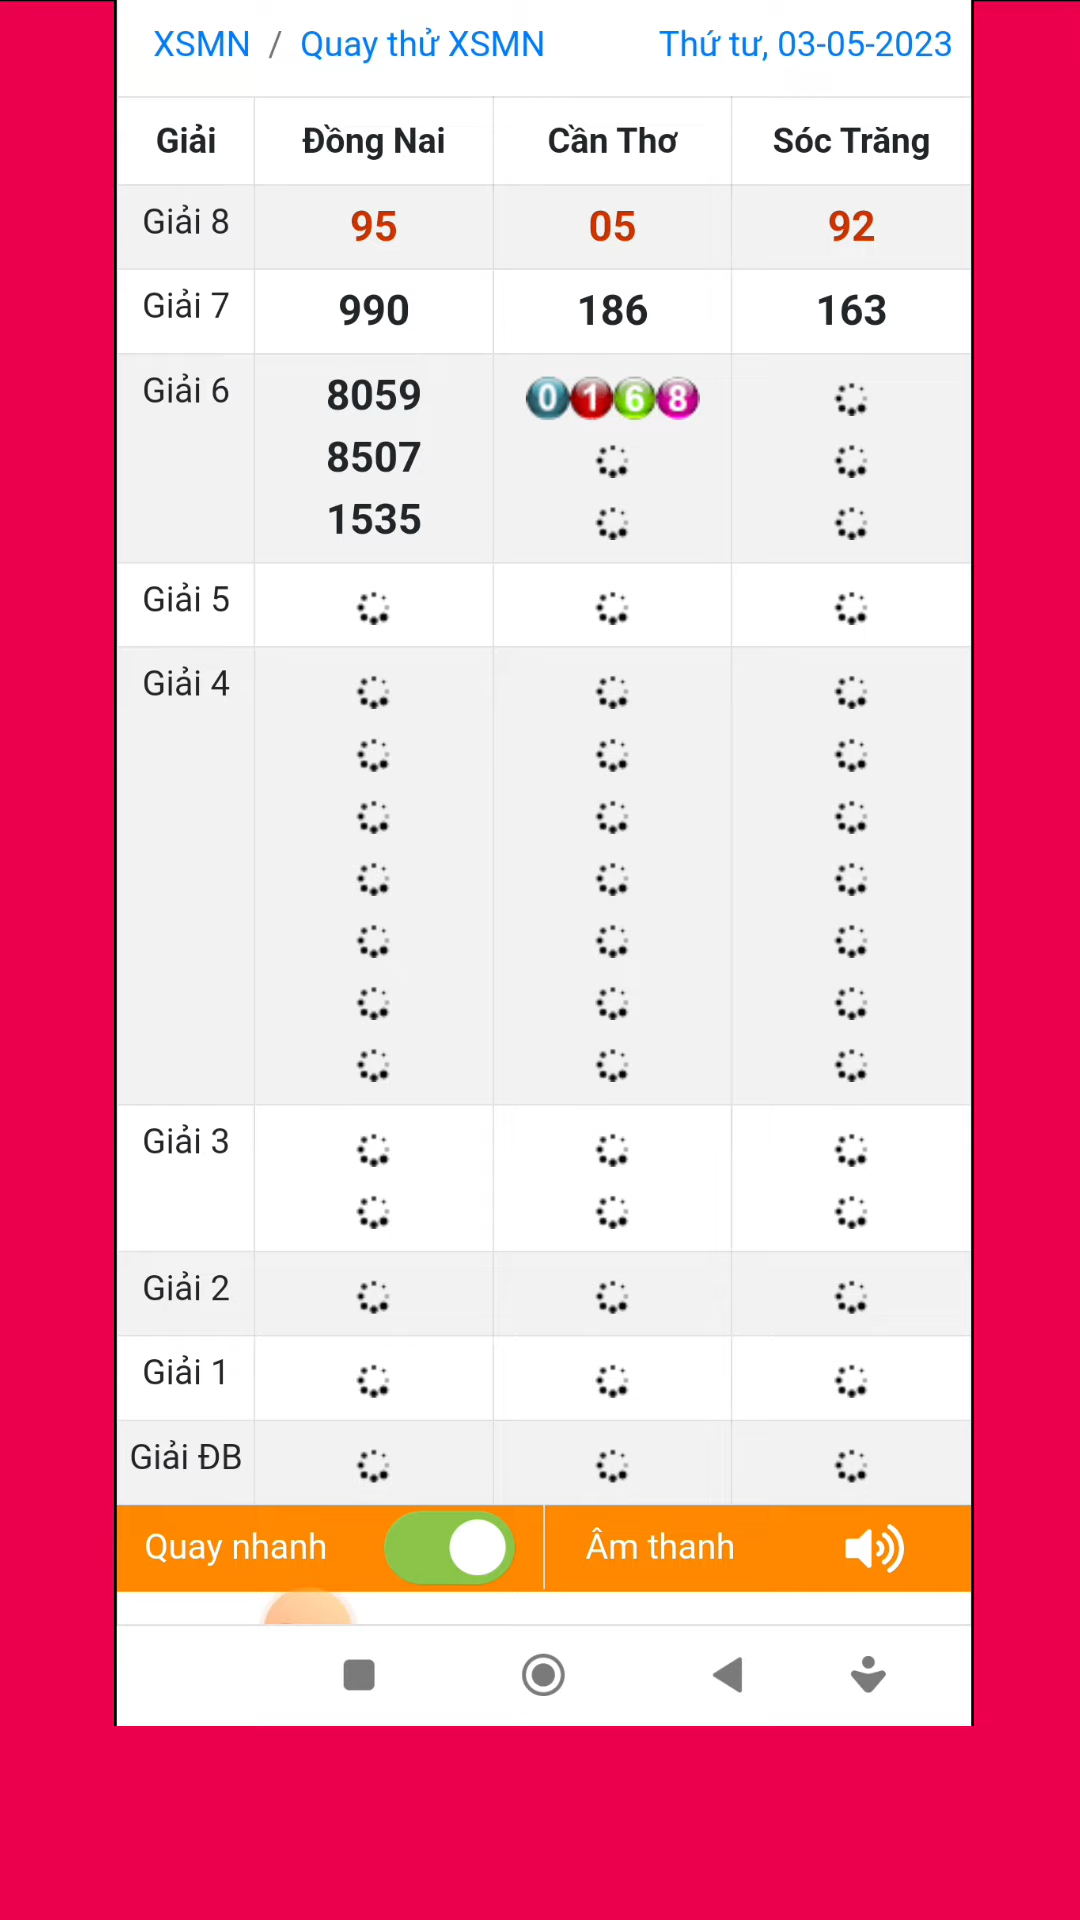 XSMN / Quay thử XSMN Thứ tư, 03-05-2023
Giải Đồng Nai Cần Thơ Sóc Trăng
Giải 8 95 05 92
Giải 7 990 186 163
Giải 6 8059 0168
8507
1535
Giải 5
Giải 4
Giải 3
Giải 2
Giải 1
Giải ĐB
Quay nhanh Âm thanh